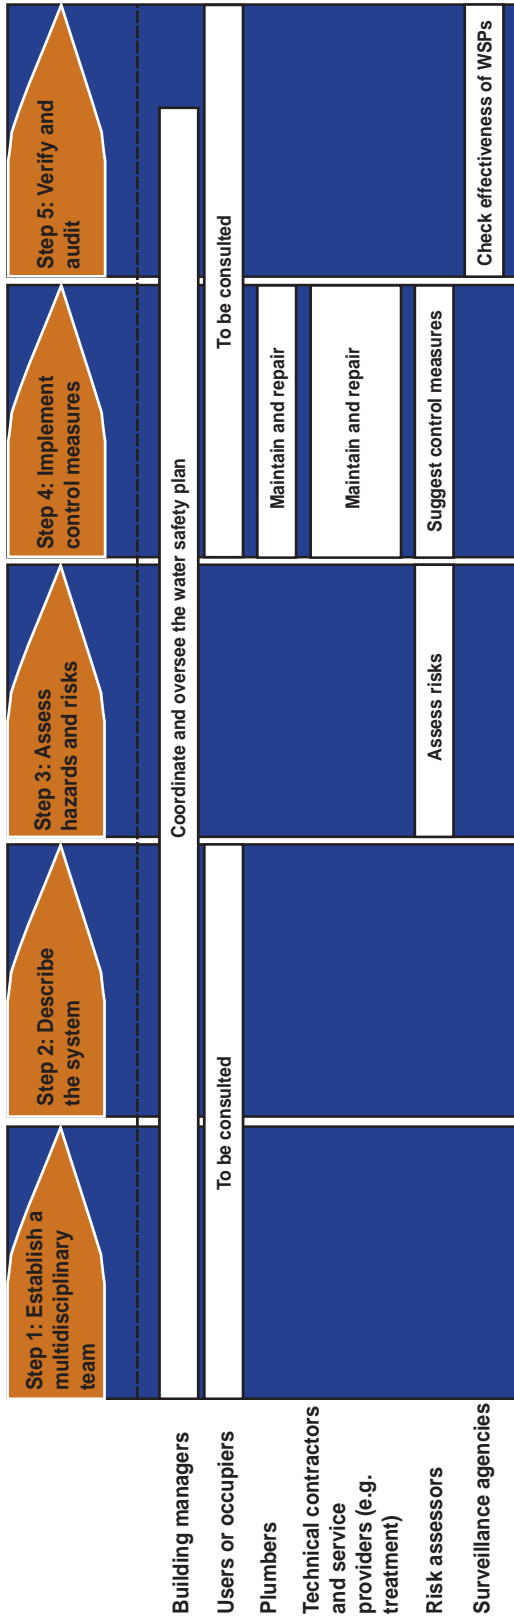 Step 1: Establish a
multidisciplinary
team
Step 2: Describe
the system
Step 3: Assess
hazards and risks
Step 4: Implement
control measures
Step 5: Verify and
audit
Building managers
Coordinate and oversee the water safety plan
Users or occupiers
To be consulted
To be consulted
Plumbers
Maintain and repair
Technical contractors
and service
providers (e.g.
treatment)
Maintain and repair
Risk assessors
Assess risks
Suggest control measures
Surveillance agencies
Check effectiveness of WSPs